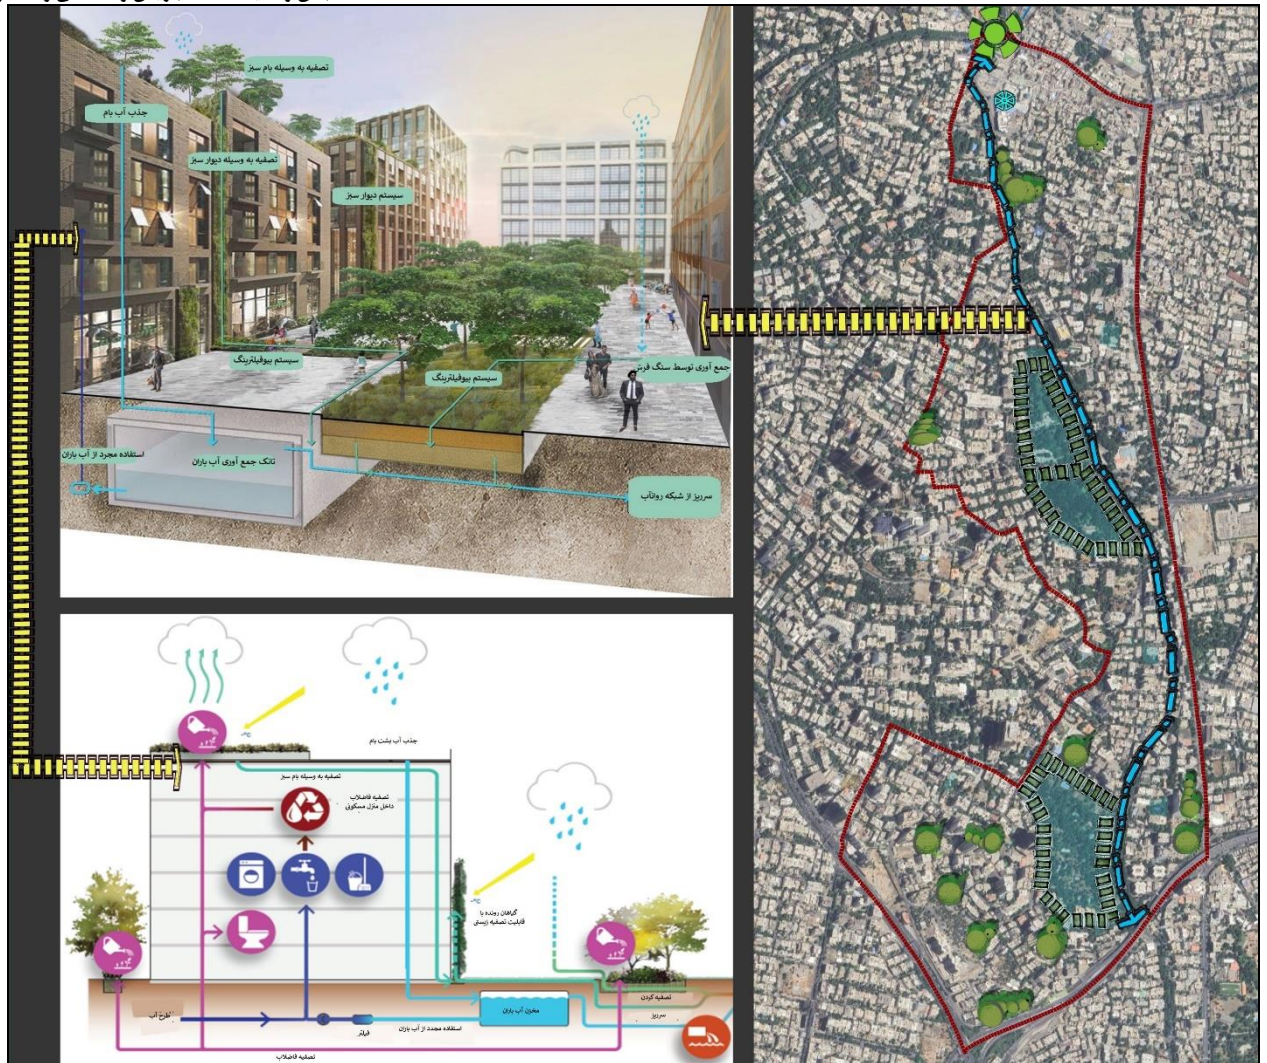 تصفیه به وسیله بام سبز
جذب آب بام
تصفیه به وسیله دیوار سبز
سیستم دیوار سبز
سیستم بیوفیلترینگ
سیستم بیوفیلترینگ
جمع آوری توسط سنگ فرش
استفاده مجرد از آب باران
تانک جمع آوری آب باران
سرریز از شبکه رواناب
جذب آب پشت بام
تصفیه به وسیله بام سبز
تصفیه فاضلاب
داخل منزل مسکونی
گیاهان رونده با
قابلیت تصفیه زیستی
تصفیه کردن
مخزن آب باران
سرریز
فیلتر
استفاده مجدد از آب باران
تصفیه فاضلاب